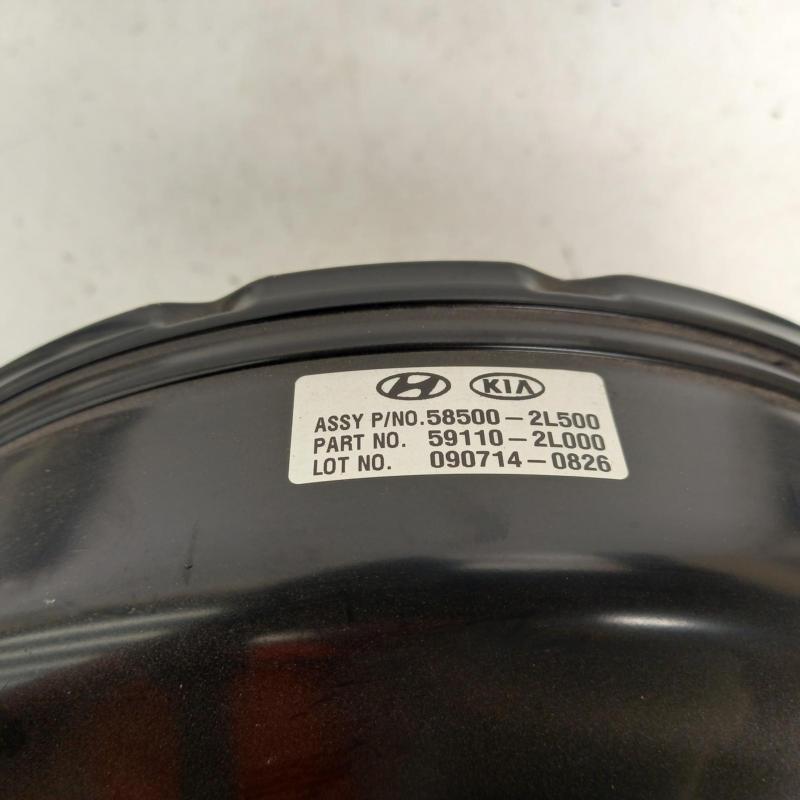 KIA
ASSY P/NO.58500-2L500
PART NO. 59110-2L000
LOT NO. 090714-0826